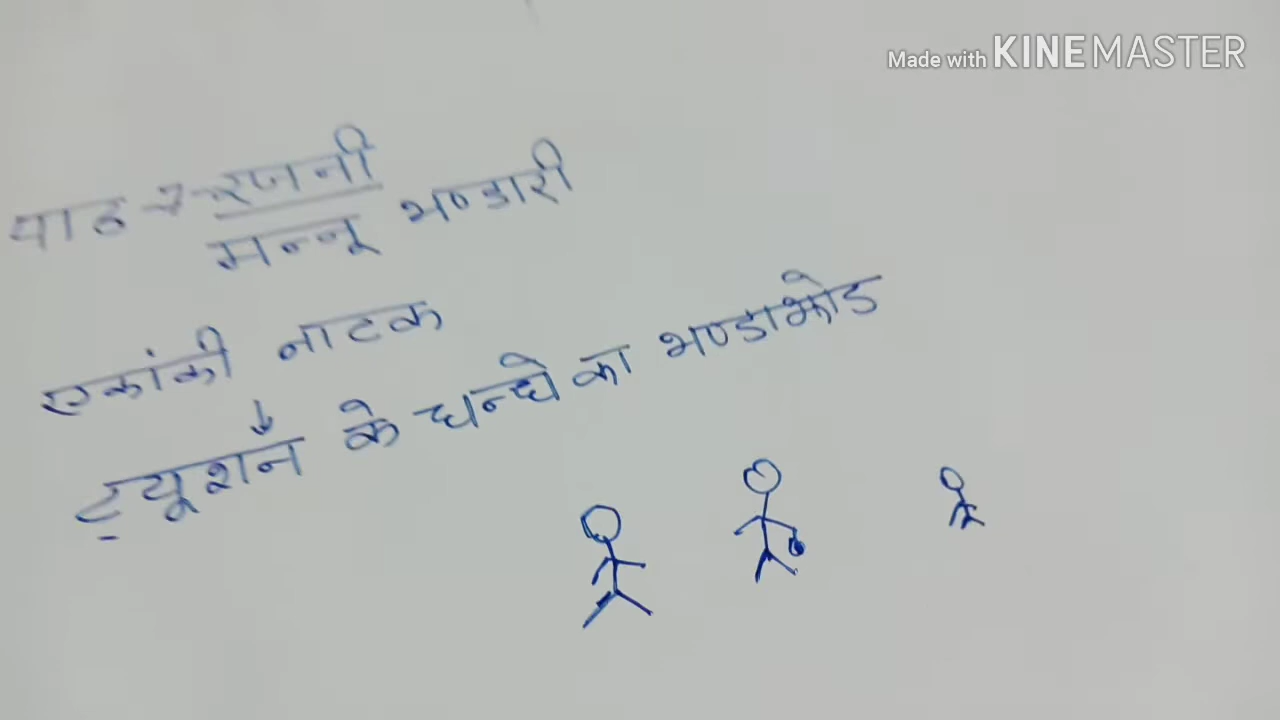 Made with KINEMASTER
पाठ → रजनी
मन्नू भण्डारी
एकांकी नाटक
ट्यूशन के धन्धे का भण्डाफोड